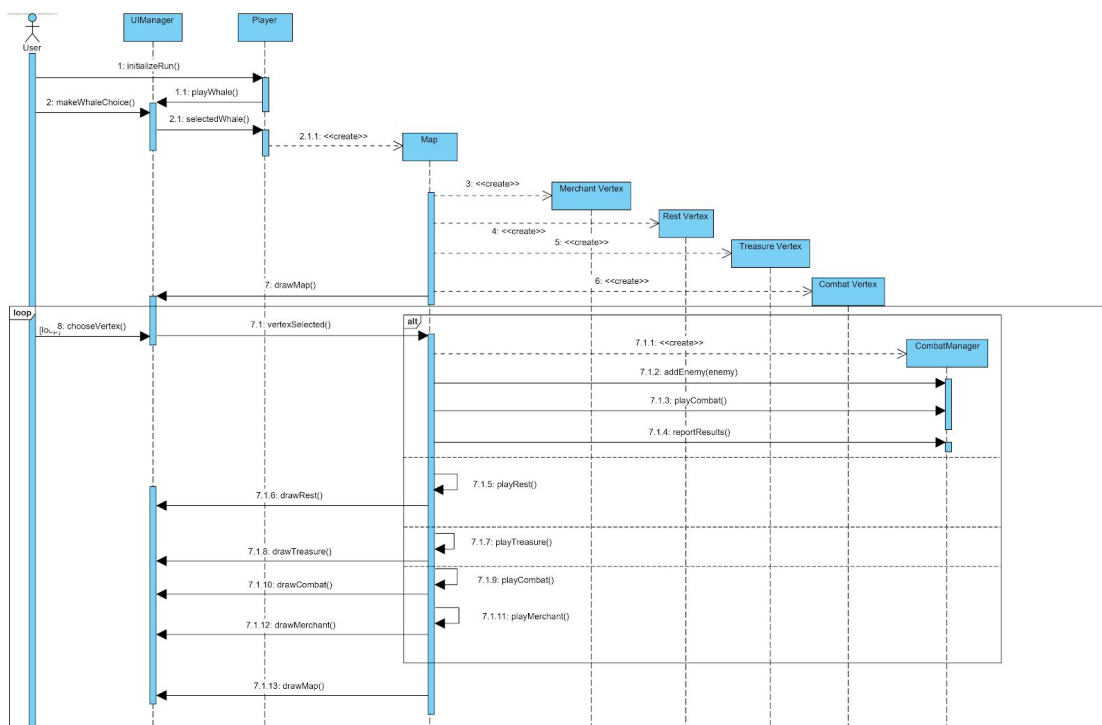 UIManager
Player
User
1: initializeRun()
1.1: playWhale()
2: makeWhaleChoice()
2.1: selectedWhale()
2.1.1: <<create>>
Map
3: <<create>>
Merchant Vertex
4: <<create>>
Rest Vertex
5: <<create>>
Treasure Vertex
6: <<create>>
Combat Vertex
7: drawMap()
loop
[loop]
8: chooseVertex()
7.1: vertexSelected()
alt
7.1.1: <<create>>
CombatManager
7.1.2: addEnemy(enemy)
7.1.3: playCombat()
7.1.4: reportResults()
7.1.5: playRest()
7.1.6: drawRest()
7.1.7: playTreasure()
7.1.8: drawTreasure()
7.1.9: playCombat()
7.1.10: drawCombat()
7.1.11: playMerchant()
7.1.12: drawMerchant()
7.1.13: drawMap()